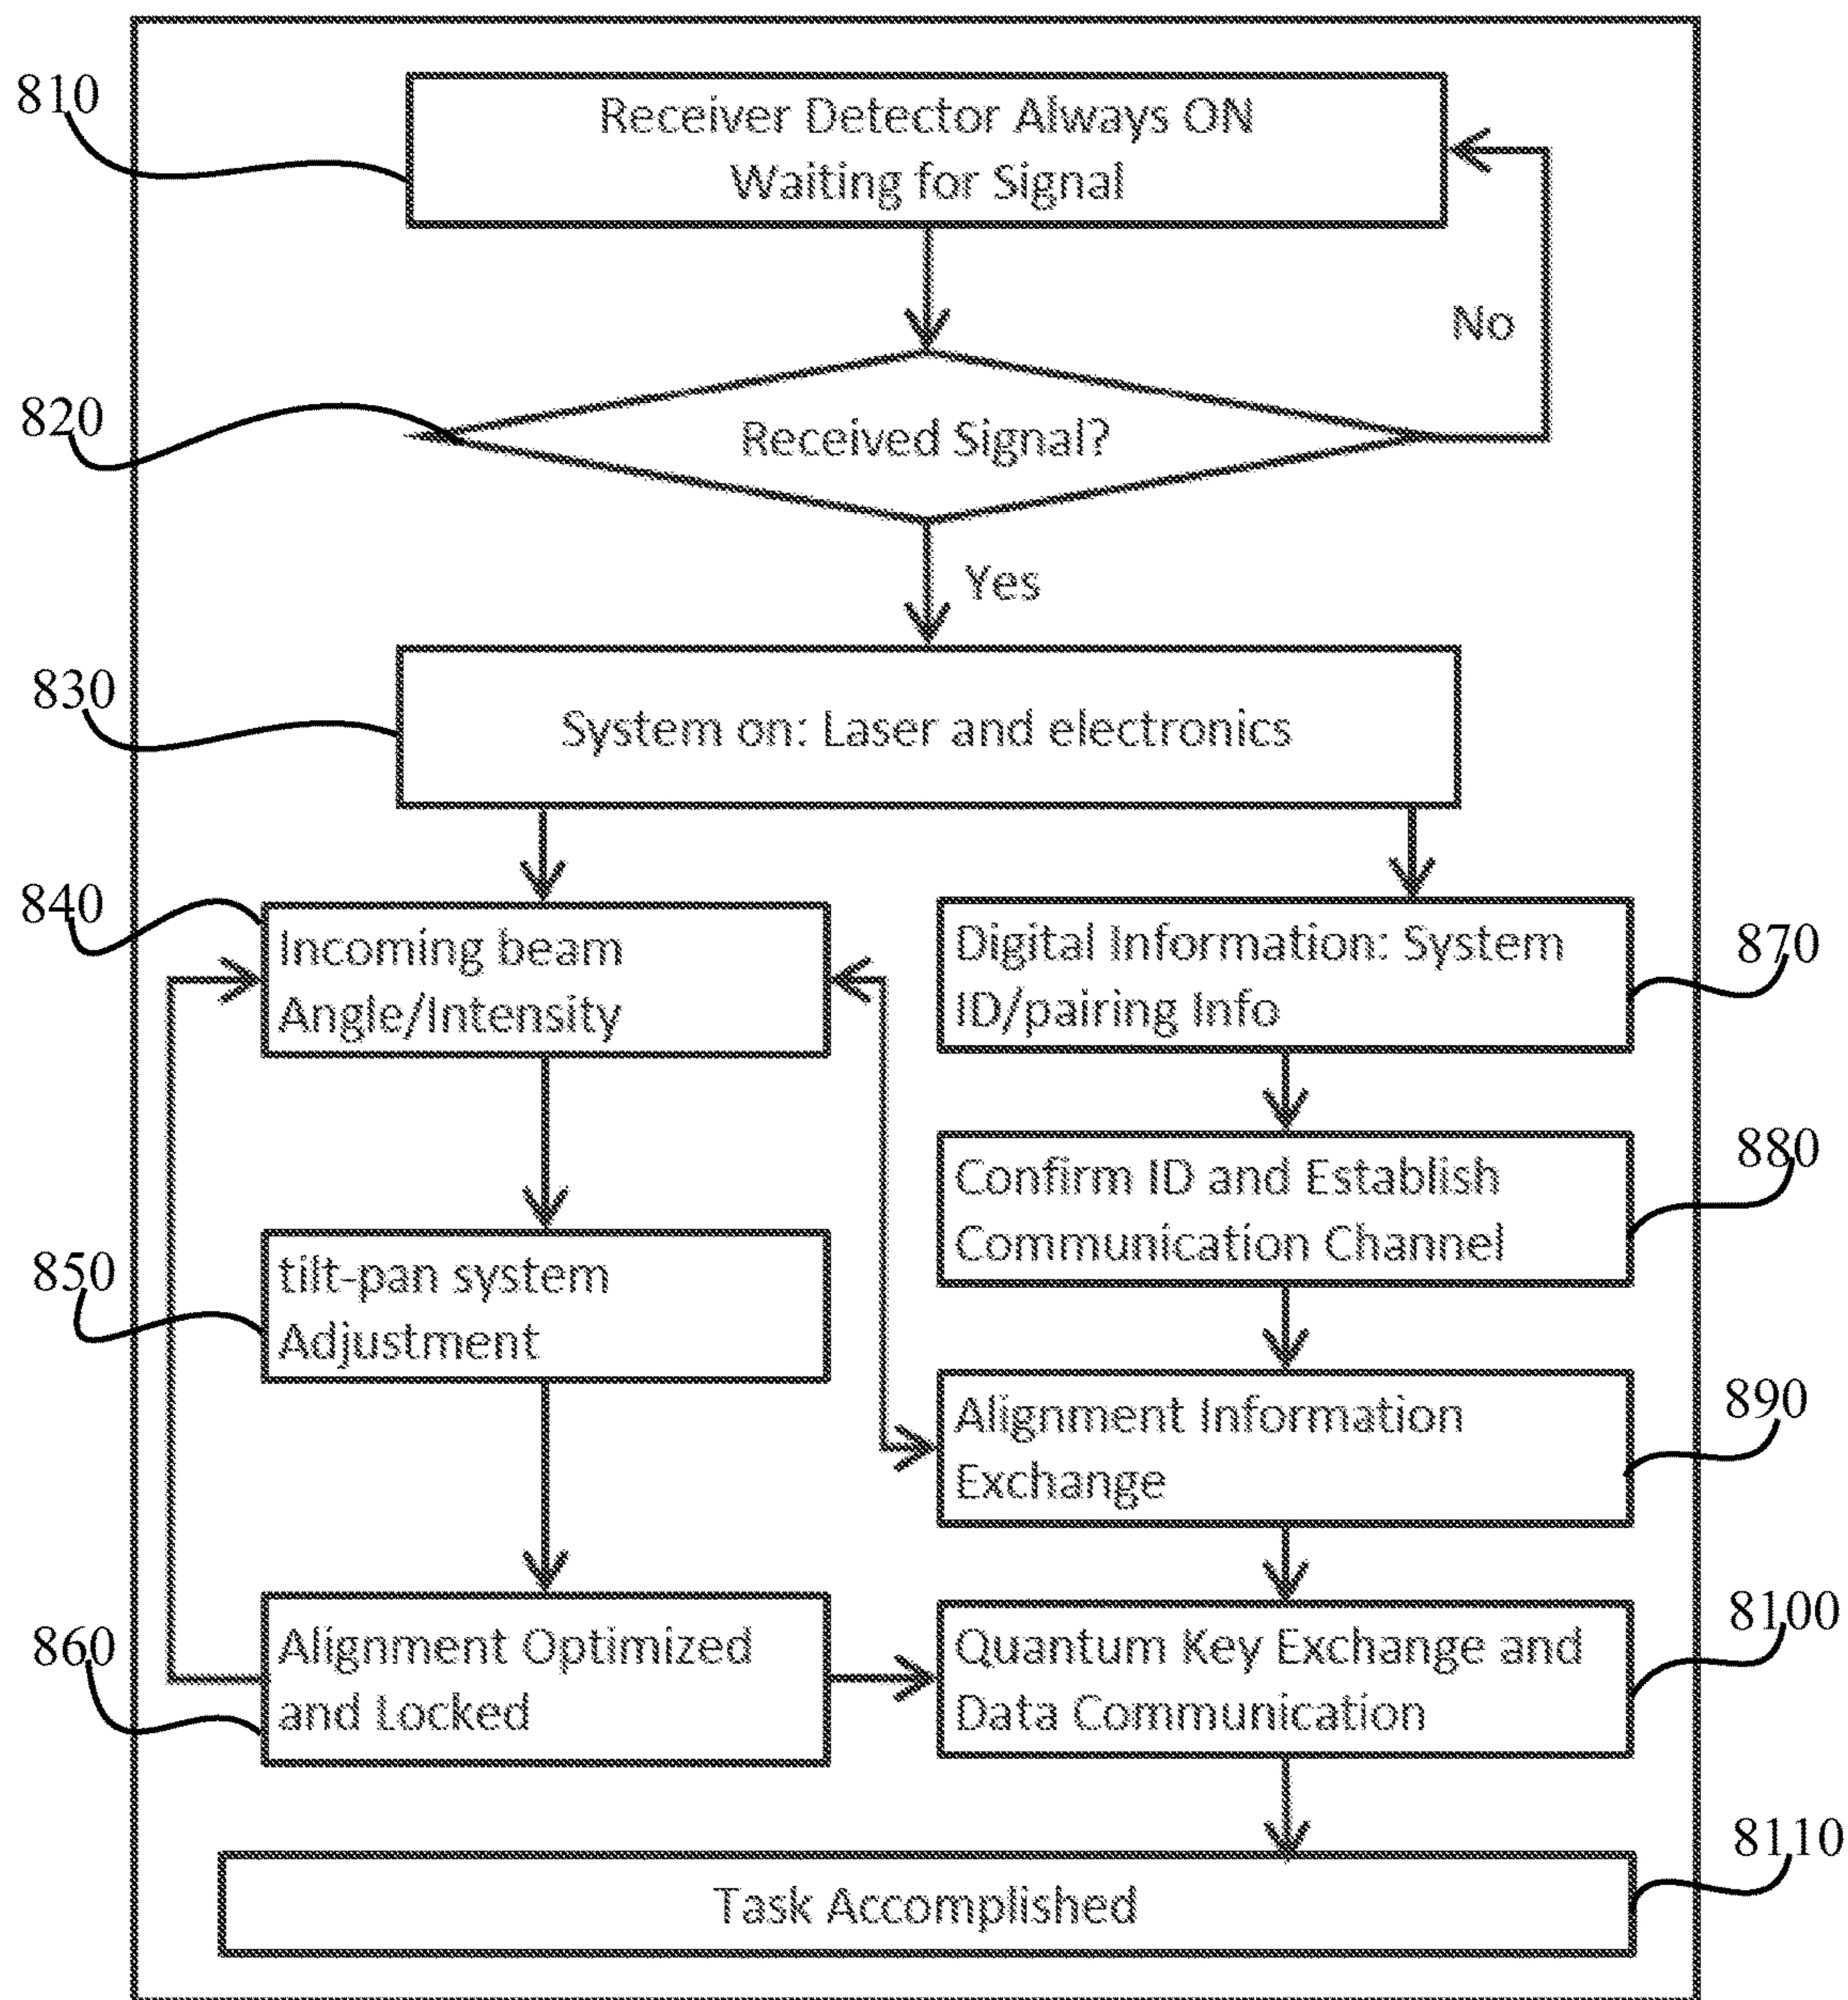 810
Receiver Detector Always ON
Waiting for Signal
No
820
Received Signal?
Yes
830
System on: Laser and electronics
840
Incoming beam
Angle/Intensity
Digital Information: System
ID/pairing Info
870
Confirm ID and Establish
Communication Channel
880
850
tilt-pan system
Adjustment
Alignment Information
Exchange
890
860
Alignment Optimized
and Locked
Quantum Key Exchange and
Data Communication
8100
Task Accomplished
8110